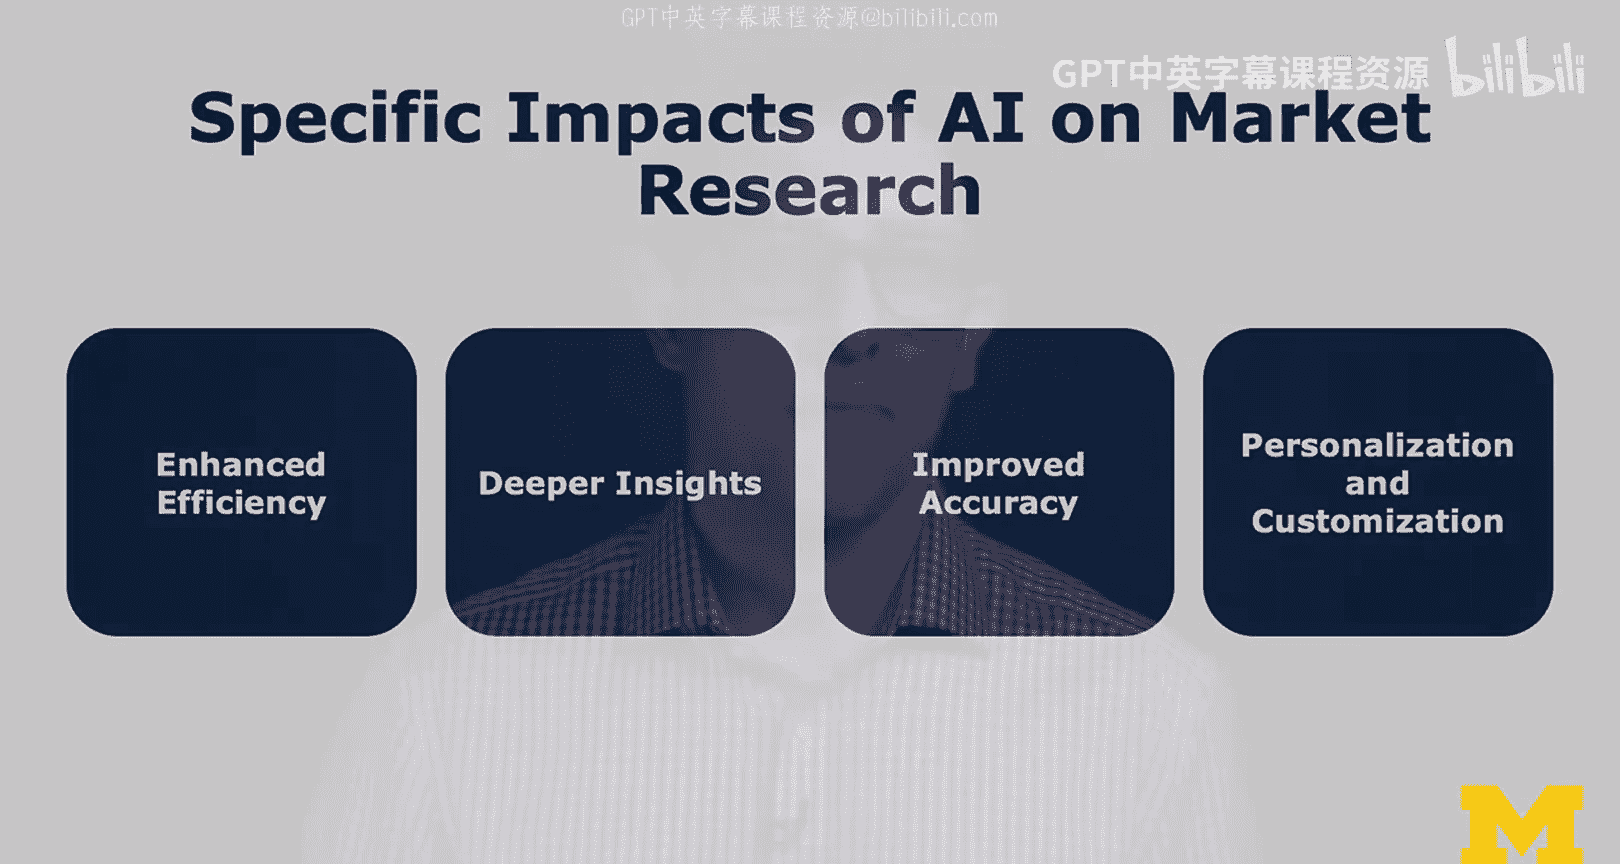 GPT中英字幕课程资源@bilibili.com
GPT中英字幕课程资源 bilibili
Specific Impacts of AI on Market
Research
Enhanced
Efficiency
Deeper Insights
Improved
Accuracy
Personalization
and
Customization
M